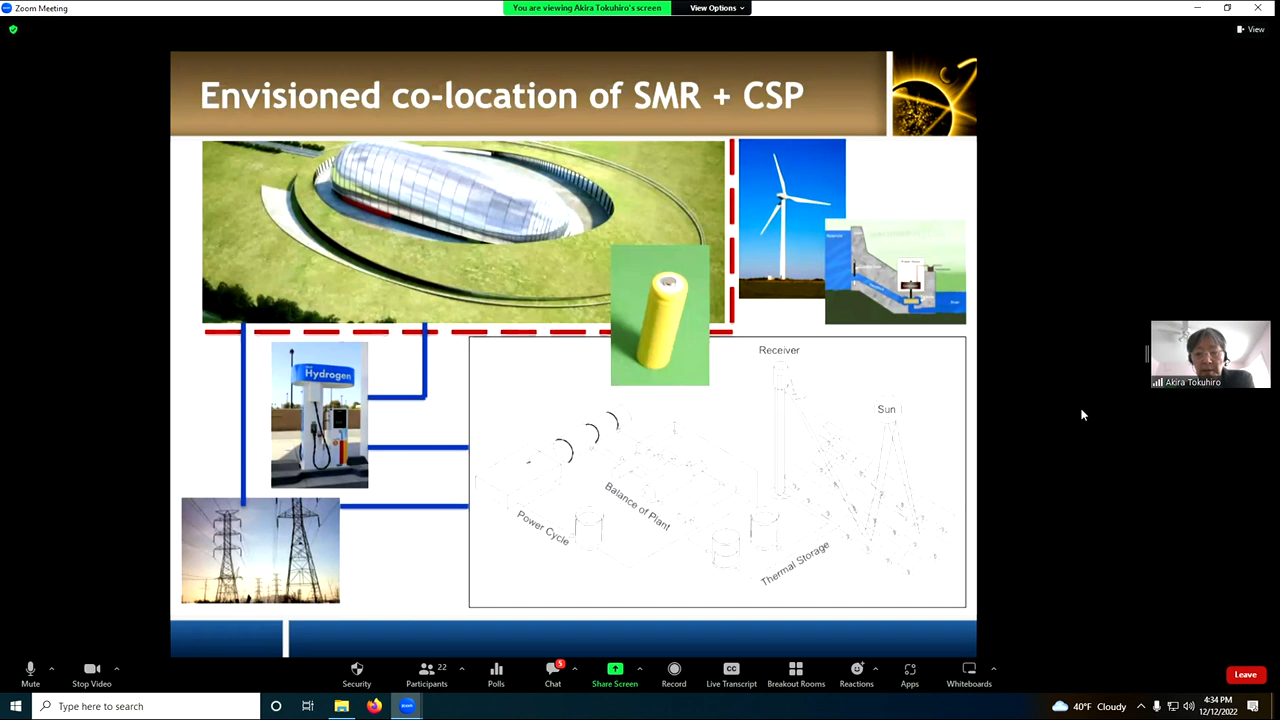 Zoom Meeting
You are viewing Akira Tokuhiro's screen
View Options
View
Envisioned co-location of SMR + CSP
Hydrogen
Receiver
Sun
Balance of Plant
Power Cycle
Thermal Storage
Akira Tokuhiro
Mute
Stop Video
Security
22
Participants
Polls
5
Chat
Share Screen
Record
CC
Live Transcript
Breakout Rooms
Reactions
Apps
Whiteboards
Leave
Type here to search
40°F Cloudy
4:34 PM
12/12/2022